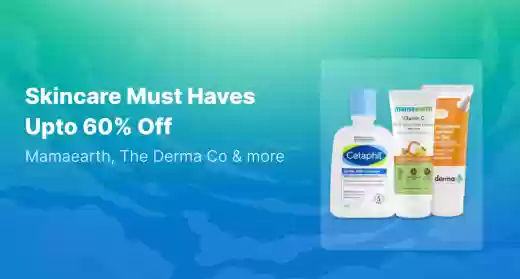 Skincare Must Haves
Upto 60% Off
Mamaearth, The Derma Co & more
Cetaphil
mamaearth
Vitamin C
derma